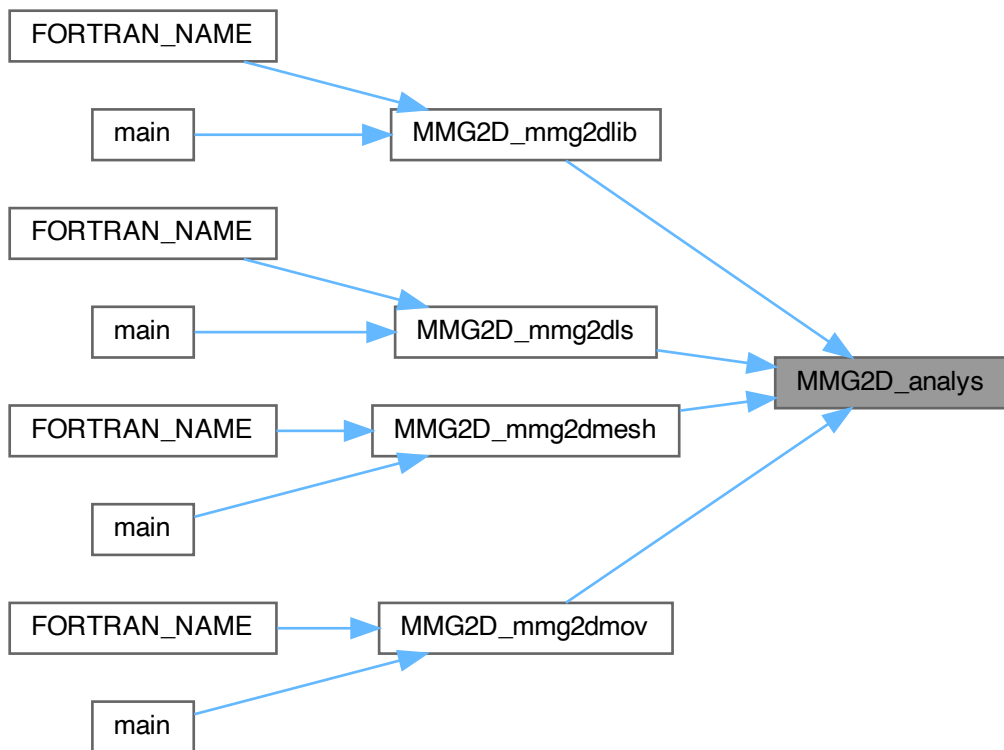 FORTRAN_NAME
main
MMG2D_mmg2dlib
FORTRAN_NAME
main
MMG2D_mmg2dls
MMG2D_analys
FORTRAN_NAME
MMG2D_mmg2dmesh
main
FORTRAN_NAME
MMG2D_mmg2dmov
main